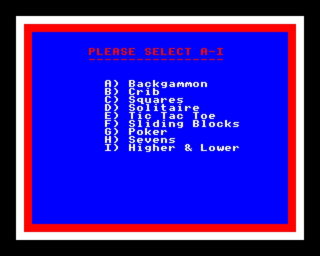 PLEASE SELECT A-I
A) Backgammon
B) Crib
C) Squares
D) Solitaire
E) Tic Tac Toe
F) Sliding Blocks
G) Poker
H) Sevens
I) Higher & Lower